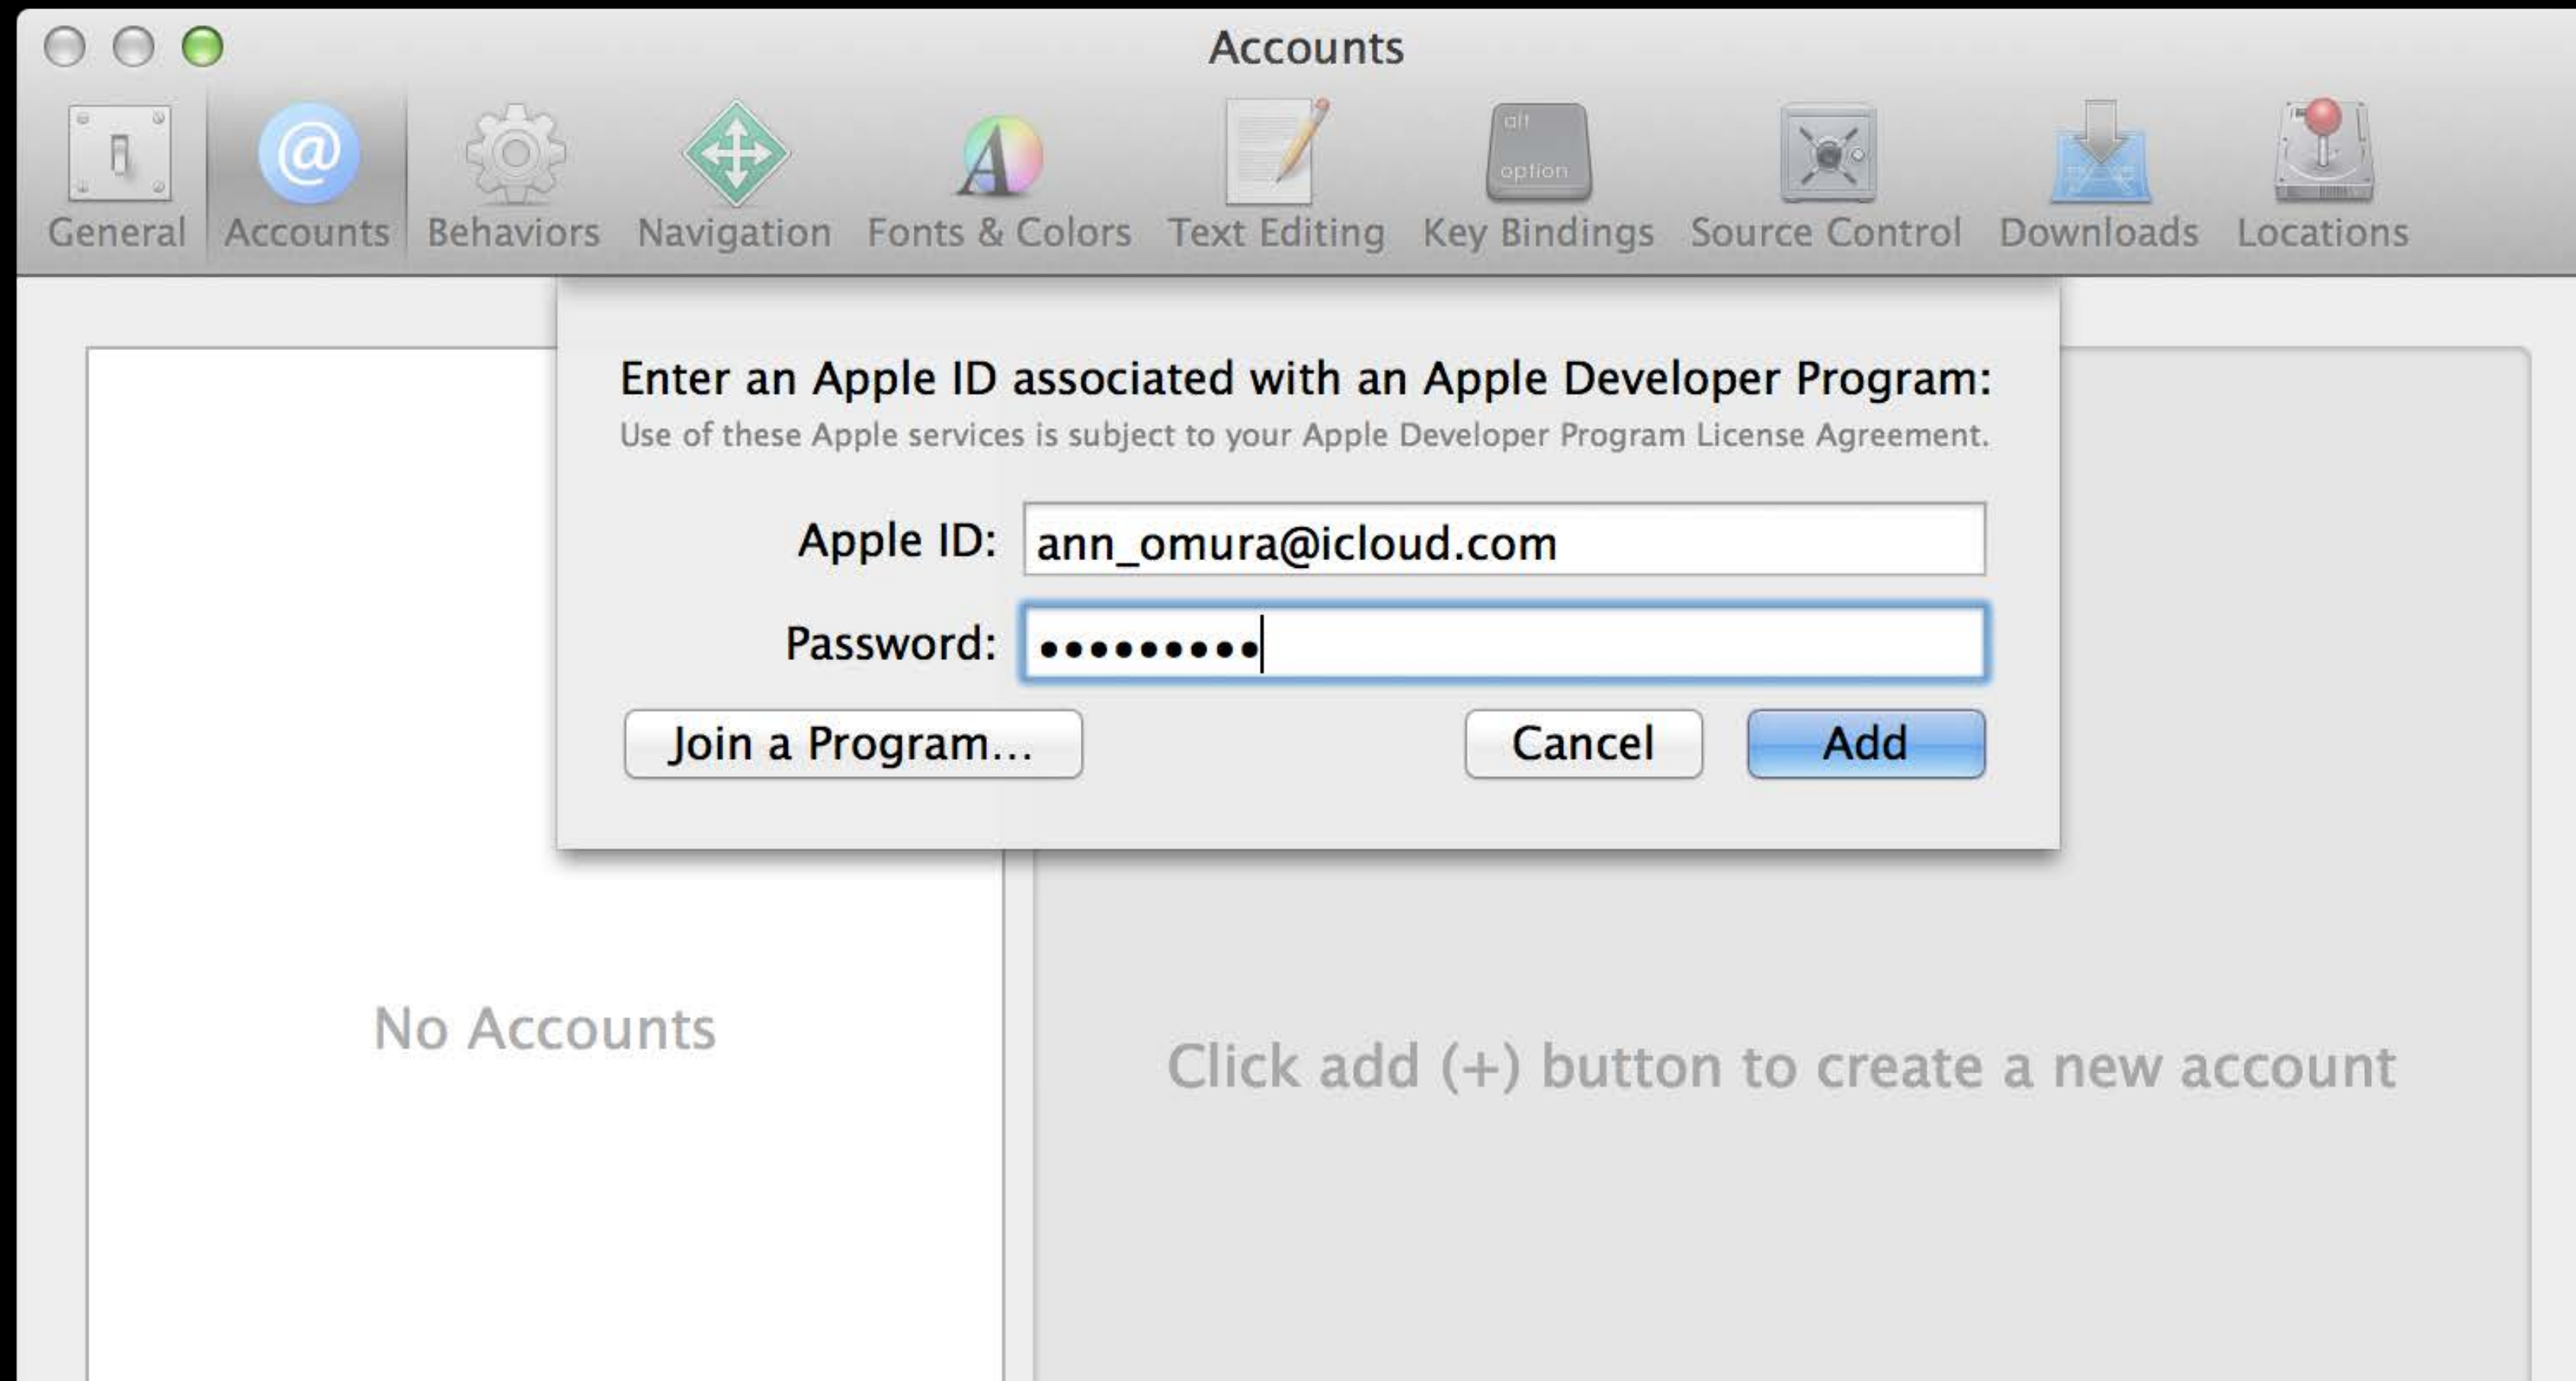 Accounts
alt
option
General Accounts Behaviors Navigation Fonts & Colors Text Editing Key Bindings Source Control Downloads Locations
Enter an Apple ID associated with an Apple Developer Program:
Use of these Apple services is subject to your Apple Developer Program License Agreement.
Apple ID: ann_omura@icloud.com
Password: •••••••••
Join a Program... Cancel Add
No Accounts
Click add (+) button to create a new account